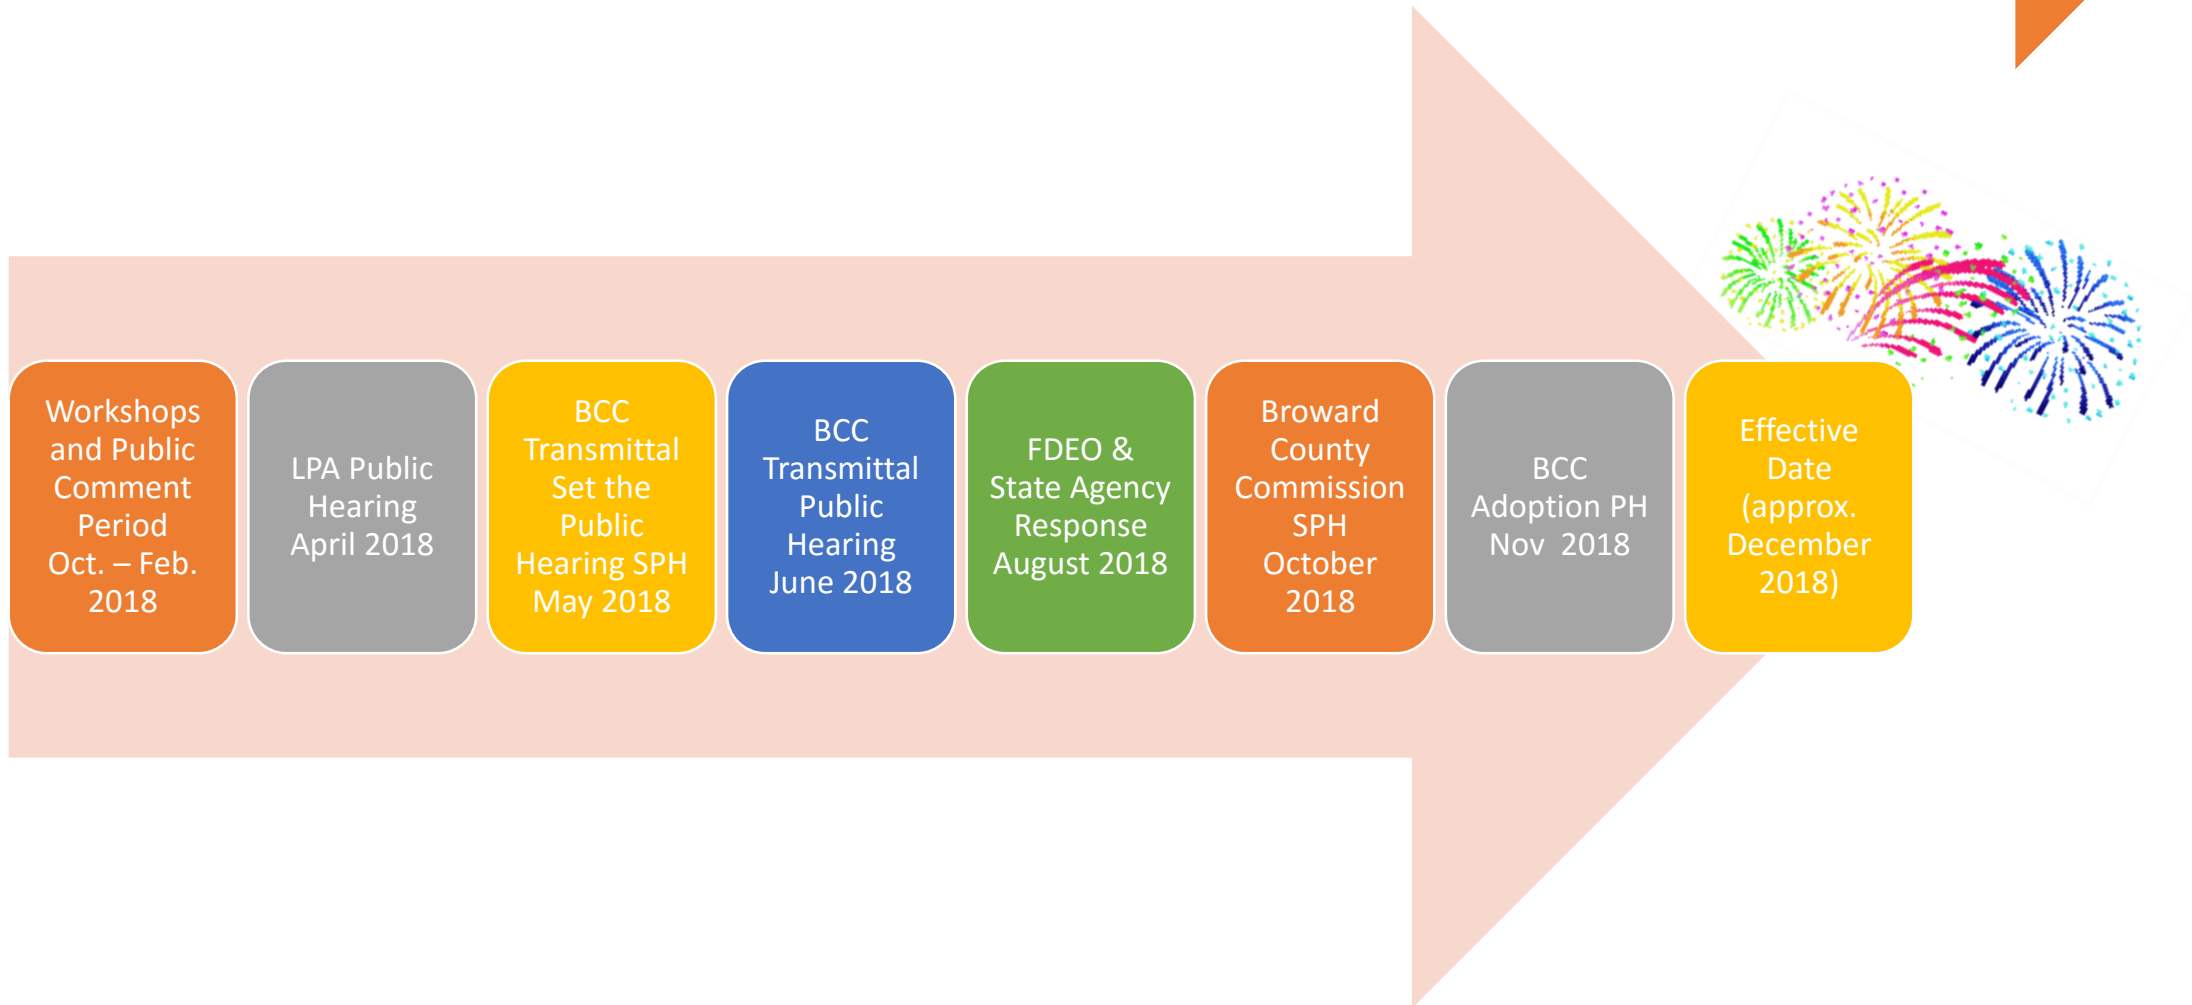 Workshops
and Public
Comment
Period
Oct. – Feb.
2018
LPA Public
Hearing
April 2018
BCC
Transmittal
Set the
Public
Hearing SPH
May 2018
BCC
Transmittal
Public
Hearing
June 2018
FDEO &
State Agency
Response
August 2018
Broward
County
Commission
SPH
October
2018
BCC
Adoption PH
Nov  2018
Effective
Date
(approx.
December
2018)